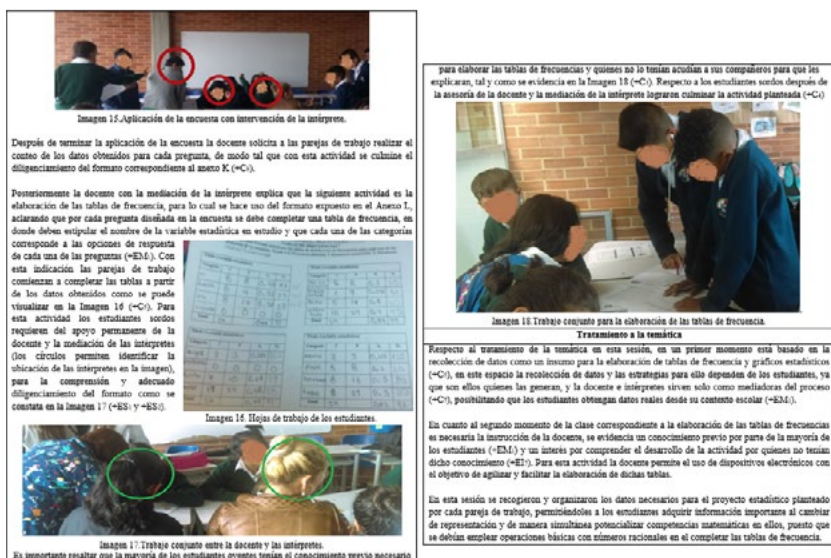 Imagen 15.Aplicación de la encuesta con intervención de la intérprete.
Después de terminar la aplicación de la encuesta la docente solicita a las parejas de trabajo realizar el
conteo de los datos obtenidos para cada pregunta, de modo tal que con esta actividad se culmine el
diligenciamiento del formato correspondiente al anexo K
Posteriormente la docente con la mediación de la intérprete explica que la siguiente actividad es la
elaboración de las tablas de frecuencia, para lo cual se hace uso del formato expuesto en el Anexo L,
aclarando que por cada pregunta diseñada en la encuesta se debe completar una tabla de frecuencia, en
donde deben estipular el nombre de la variable estadística en estudio y que cada una de las categorías
corresponde a las opciones de respuesta
de cada una de las preguntas Con
esta indicación las parejas de trabajo
comienzan a completar las tablas a partir
de los datos obtenidos como se puede
visualizar en la Imagen 16 Para
esta actividad los estudiantes sordos
requieren del apoyo permanente de la
docente y la mediación de las intérpretes
(los círculos permiten identificar la
ubicación de las intérpretes en la imagen),
para la comprensión y adecuado
diligenciamiento del formato como se
constata en la Imagen 17
Imagen 16. Hojas de trabajo de los estudiantes.
Imagen 17.Trabajo conjunto entre la docente y las intérpretes.
Es importante resaltar que la mayoría de los estudiantes oyentes tenían el conocimiento previo necesario
para elaborar las tablas de frecuencias y quienes no lo tenían acudían a sus compañeros para que les
explicaran, tal y como se evidencia en la Imagen 18 Respecto a los estudiantes sordos después de
la asesoría de la docente y la mediación de la intérprete lograron culminar la actividad planteada
Imagen 18.Trabajo conjunto para la elaboración de las tablas de frecuencia.
Tratamiento a la temática
Respecto al tratamiento de la temática en esta sesión, en un primer momento está basado en la
recolección de datos como un insumo para la elaboración de tablas de frecuencia y gráficos estadísticos
en este espacio la recolección de datos y las estrategias para ello dependen de los estudiantes, ya
que son ellos quienes las generan, y la docente e intérpretes sirven solo como mediadoras del proceso
posibilitando que los estudiantes obtengan datos reales desde su contexto escolar
En cuanto al segundo momento de la clase correspondiente a la elaboración de las tablas de frecuencias
es necesaria la instrucción de la docente, se evidencia un conocimiento previo por parte de la mayoría de
los estudiantes y un interés por comprender el desarrollo de la actividad por quienes no tenían
dicho conocimiento Para esta actividad la docente permite el uso de dispositivos electrónicos con
el objetivo de agilizar y facilitar la elaboración de dichas tablas.
En esta sesión se recogieron y organizaron los datos necesarios para el proyecto estadístico planteado
por cada pareja de trabajo, permitiéndoles a los estudiantes adquirir información importante al cambiar
de representación y de manera simultánea potencializar competencias matemáticas en ellos, puesto que
se debían emplear operaciones básicas con números racionales en el completar las tablas de frecuencia.